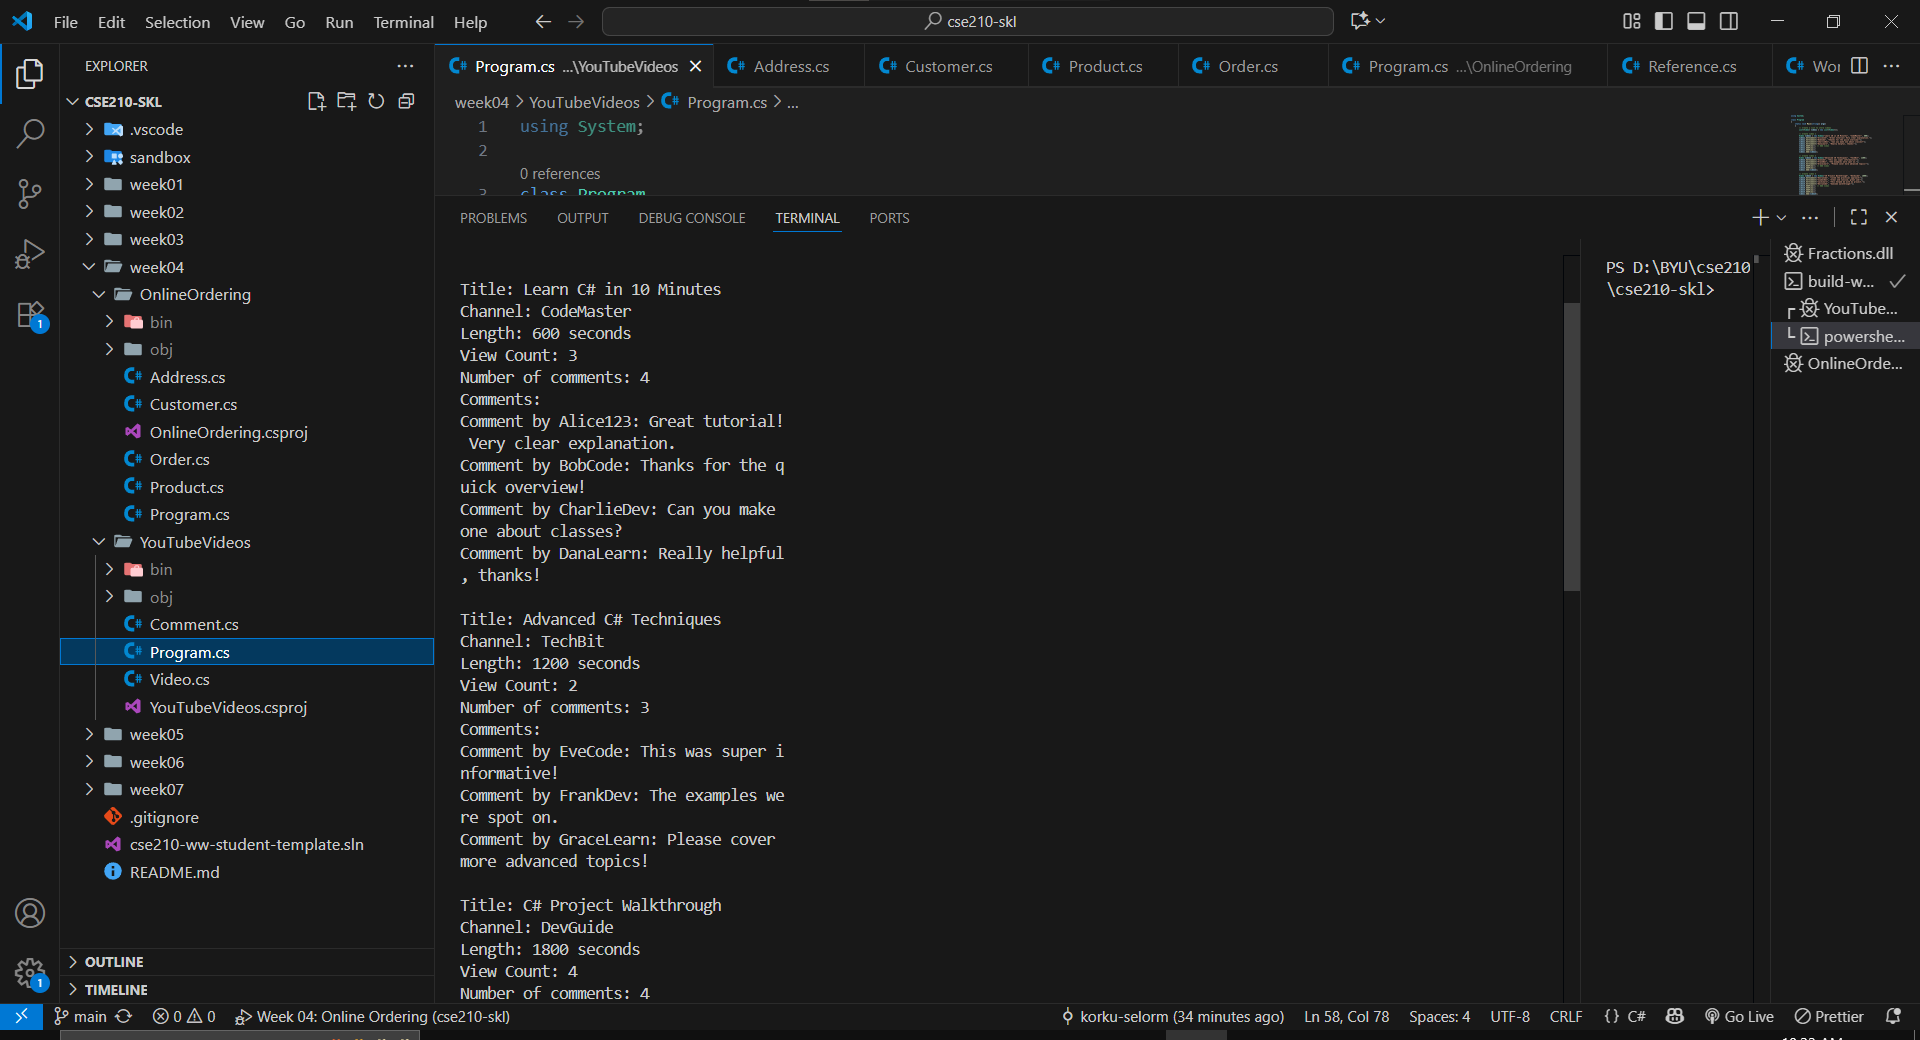 File Edit Selection View Go Run Terminal Help
cse210-skl
EXPLORER
CSE210-SKL
.vscode
sandbox
week01
week02
week03
week04
OnlineOrdering
bin
obj
Address.cs
Customer.cs
OnlineOrdering.csproj
Order.cs
Product.cs
Program.cs
YouTubeVideos
bin
obj
Comment.cs
Program.cs
Video.cs
YouTubeVideos.csproj
week05
week06
week07
.gitignore
cse210-ww-student-template.sln
README.md
OUTLINE
TIMELINE
1
1
Program.cs ...\YouTubeVideos
Address.cs
Customer.cs
Product.cs
Order.cs
Program.cs ...\OnlineOrdering
Reference.cs
Wor
week04 > YouTubeVideos > Program.cs > ...
1 using System;
2
0 references
3 class Program
PROBLEMS OUTPUT DEBUG CONSOLE TERMINAL PORTS
Title: Learn C# in 10 Minutes
Channel: CodeMaster
Length: 600 seconds
View Count: 3
Number of comments: 4
Comments:
Comment by Alice123: Great tutorial!
 Very clear explanation.
Comment by BobCode: Thanks for the q
uick overview!
Comment by CharlieDev: Can you make
one about classes?
Comment by DanaLearn: Really helpful
, thanks!
Title: Advanced C# Techniques
Channel: TechBit
Length: 1200 seconds
View Count: 2
Number of comments: 3
Comments:
Comment by EveCode: This was super i
nformative!
Comment by FrankDev: The examples we
re spot on.
Comment by GraceLearn: Please cover
more advanced topics!
Title: C# Project Walkthrough
Channel: DevGuide
Length: 1800 seconds
View Count: 4
Number of comments: 4
PS D:\BYU\cse210
\cse210-skl>
Fractions.dll
build-w...
YouTube...
powershe...
OnlineOrde...
main
0 0
Week 04: Online Ordering (cse210-skl)
korku-selorm (34 minutes ago)
Ln 58, Col 78
Spaces: 4
UTF-8
CRLF
{} C#
Go Live
Prettier